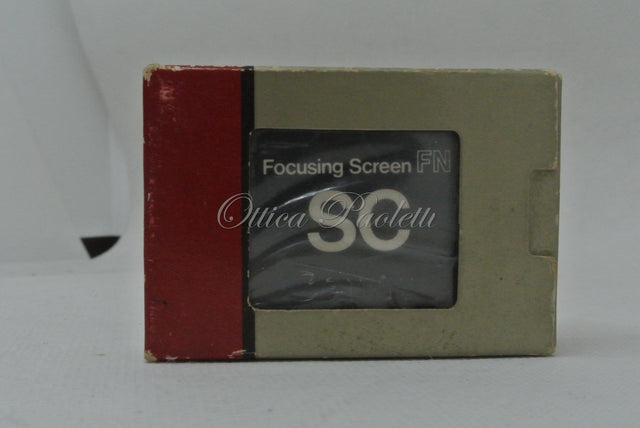 Focusing Screen FN
SC
Ottica Paoletti